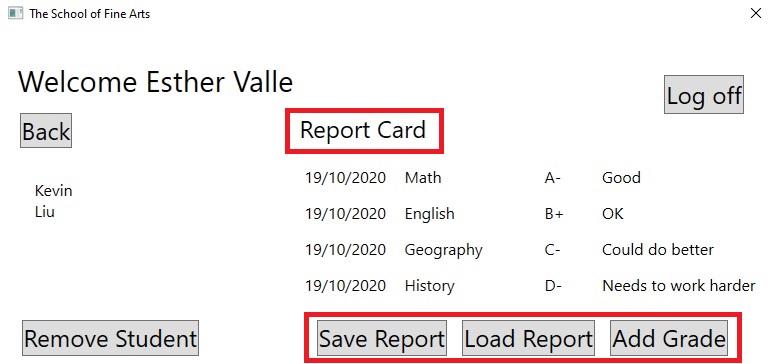 The School of Fine Arts
Welcome Esther Valle
Log off
Back
Report Card
Kevin
Liu
19/10/2020 Math A- Good
19/10/2020 English B+ OK
19/10/2020 Geography C- Could do better
19/10/2020 History D- Needs to work harder
Remove Student
Save Report
Load Report
Add Grade